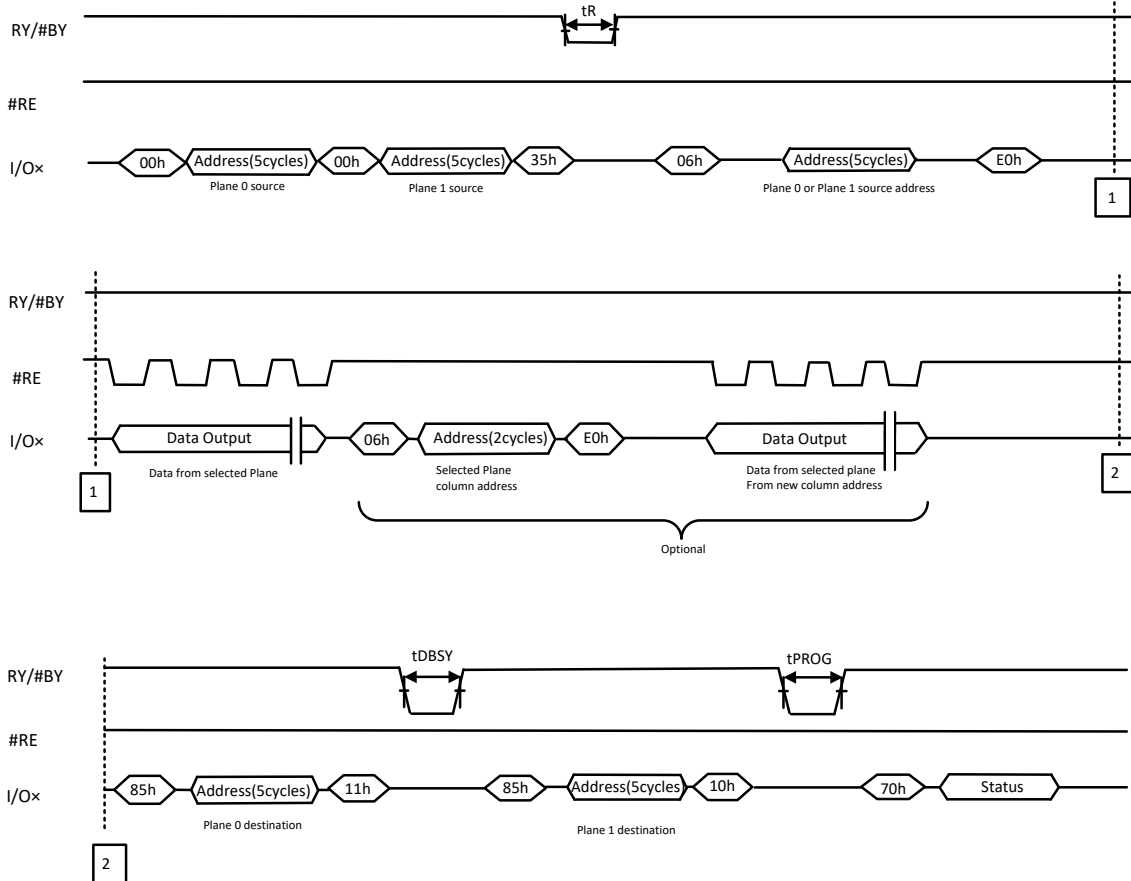 tR
RY/#BY
#RE
I/O×
00h
Address(5cycles)
00h
Address(5cycles)
35h
06h
Address(5cycles)
E0h
Plane 0 source
Plane 1 source
Plane 0 or Plane 1 source address
1
RY/#BY
#RE
I/O×
Data Output
06h
Address(2cycles)
E0h
Data Output
Data from selected Plane
Selected Plane
column address
Data from selected plane
From new column address
1
2
Optional
tDBSY
tPROG
RY/#BY
#RE
I/O×
85h
Address(5cycles)
11h
85h
Address(5cycles)
10h
70h
Status
Plane 0 destination
Plane 1 destination
2